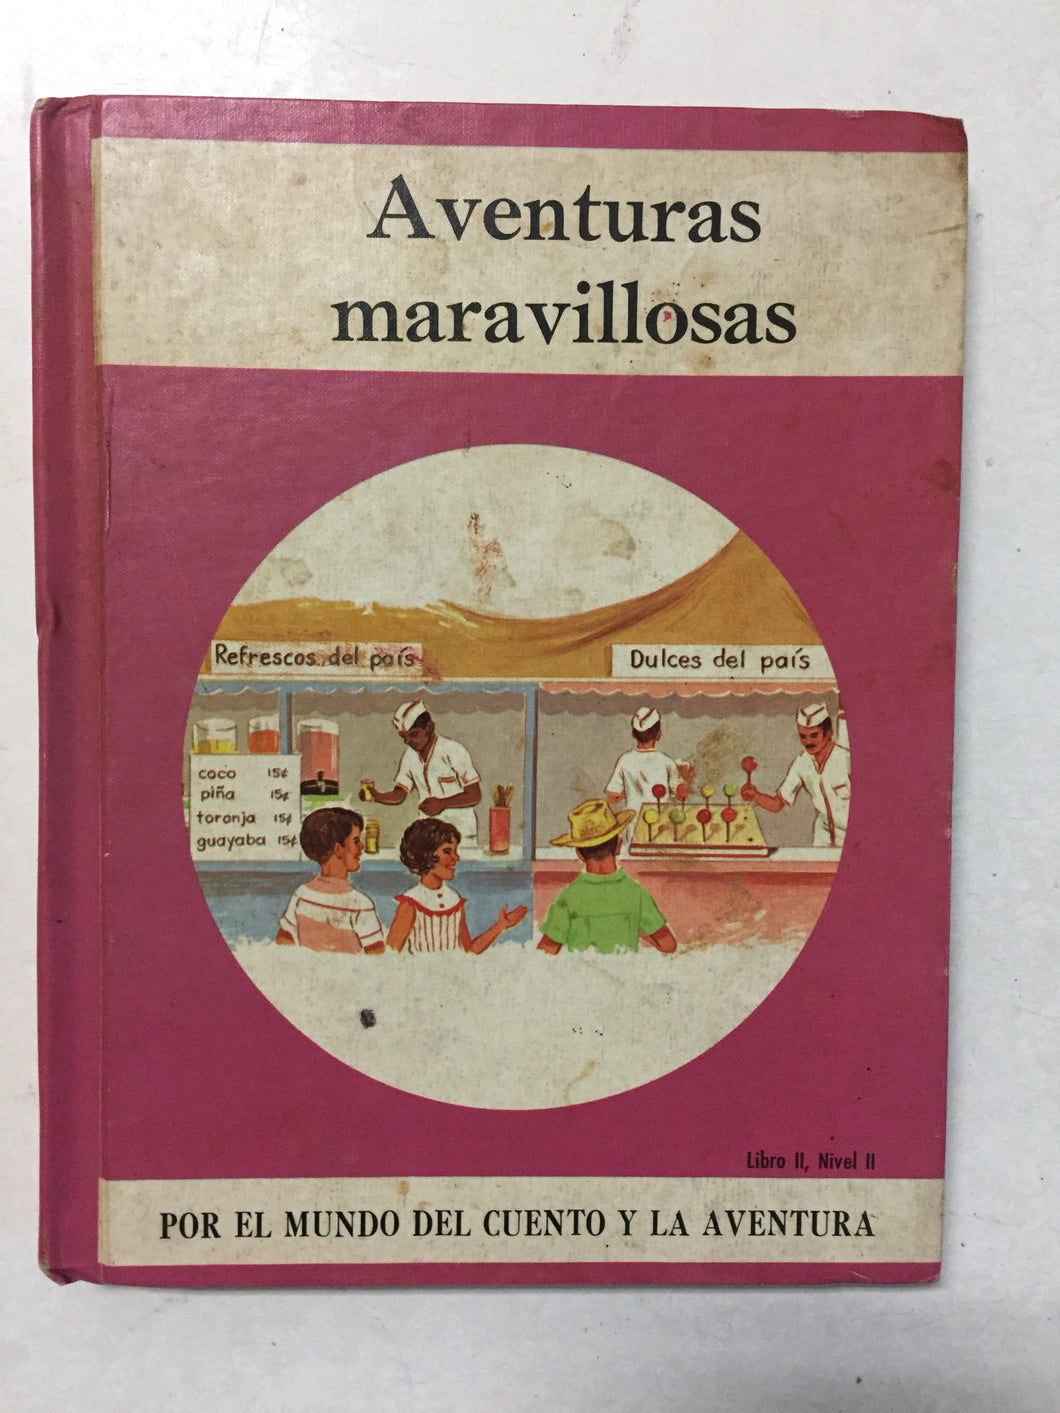 Aventuras
maravillosas
Refrescos del país
Dulces del país
coco 15¢
piña 15¢
toronja 15¢
guayaba 15¢
Libro II, Nivel II
POR EL MUNDO DEL CUENTO Y LA AVENTURA